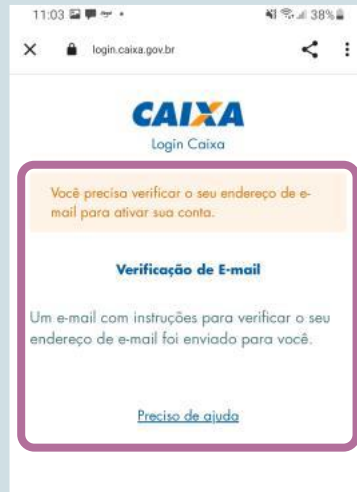 11:03
38%
login.caixa.gov.br
CAIXA
Login Caixa
Você precisa verificar o seu endereço de e-
mail para ativar sua conta.
Verificação de E-mail
Um e-mail com instruções para verificar o seu
endereço de e-mail foi enviado para você.
Preciso de ajuda